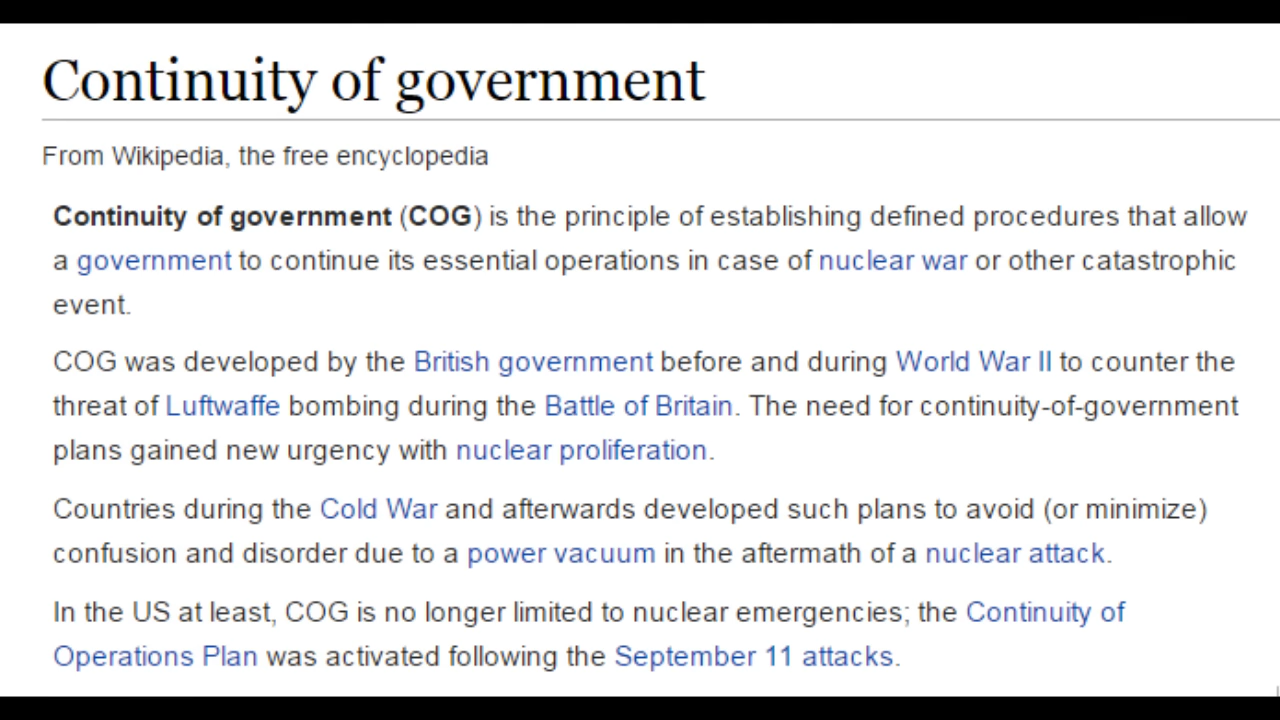 Continuity of government
From Wikipedia, the free encyclopedia
Continuity of government (COG) is the principle of establishing defined procedures that allow
a government to continue its essential operations in case of nuclear war or other catastrophic
event.
COG was developed by the British government before and during World War II to counter the
threat of Luftwaffe bombing during the Battle of Britain. The need for continuity-of-government
plans gained new urgency with nuclear proliferation.
Countries during the Cold War and afterwards developed such plans to avoid (or minimize)
confusion and disorder due to a power vacuum in the aftermath of a nuclear attack.
In the US at least, COG is no longer limited to nuclear emergencies; the Continuity of
Operations Plan was activated following the September 11 attacks.